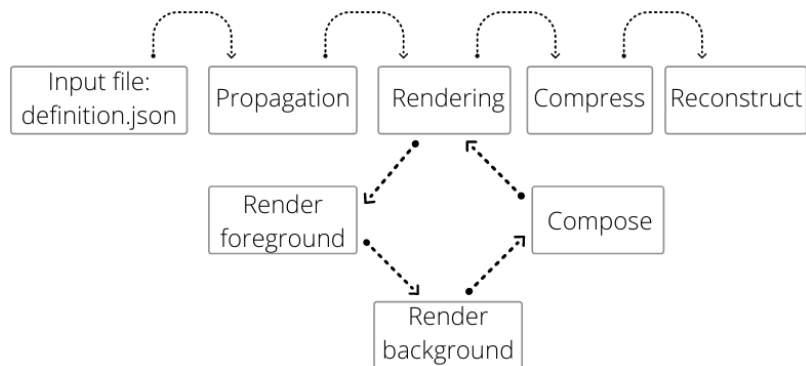 Input file:
definition.json
Propagation
Rendering
Compress
Reconstruct
Render
foreground
Compose
Render
background